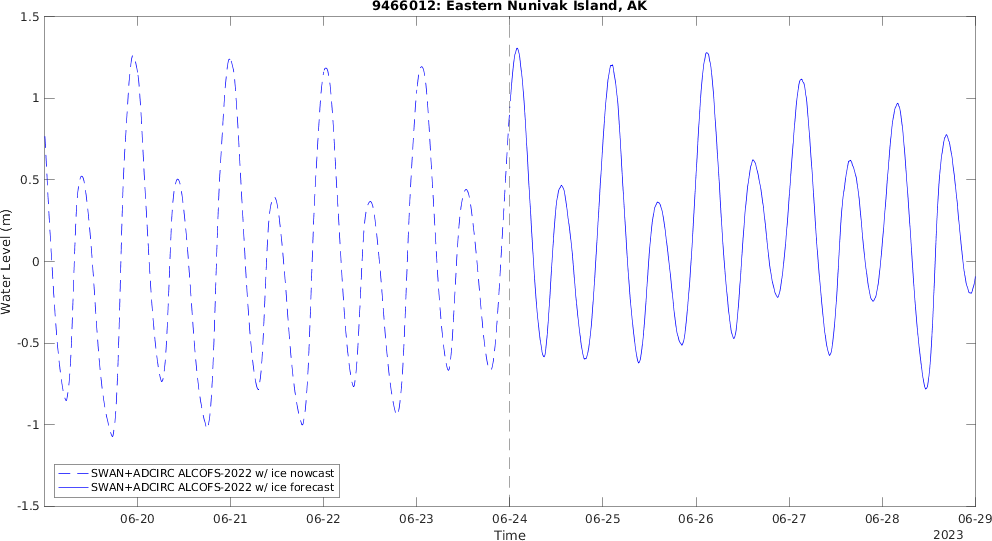 9466012: Eastern Nunivak Island, AK
1.5
1
0.5
0
-0.5
-1
-1.5
Water Level (m)
SWAN+ADCIRC ALCOFS-2022 w/ ice nowcast
SWAN+ADCIRC ALCOFS-2022 w/ ice forecast
06-20 06-21 06-22 06-23 06-24 06-25 06-26 06-27 06-28 06-29
Time
2023